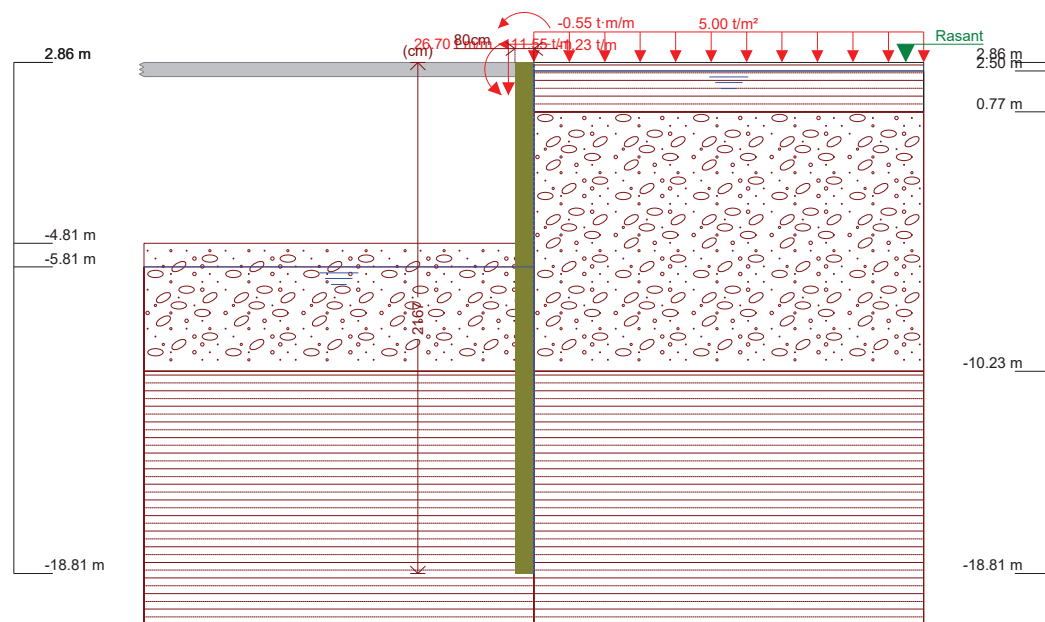 -0.55 t·m/m
5.00 t/m²
Rasant
80cm
(cm)
2.86 m
2.86 m
2.50 m
0.77 m
-4.81 m
-5.81 m
2167
-10.23 m
-18.81 m
-18.81 m